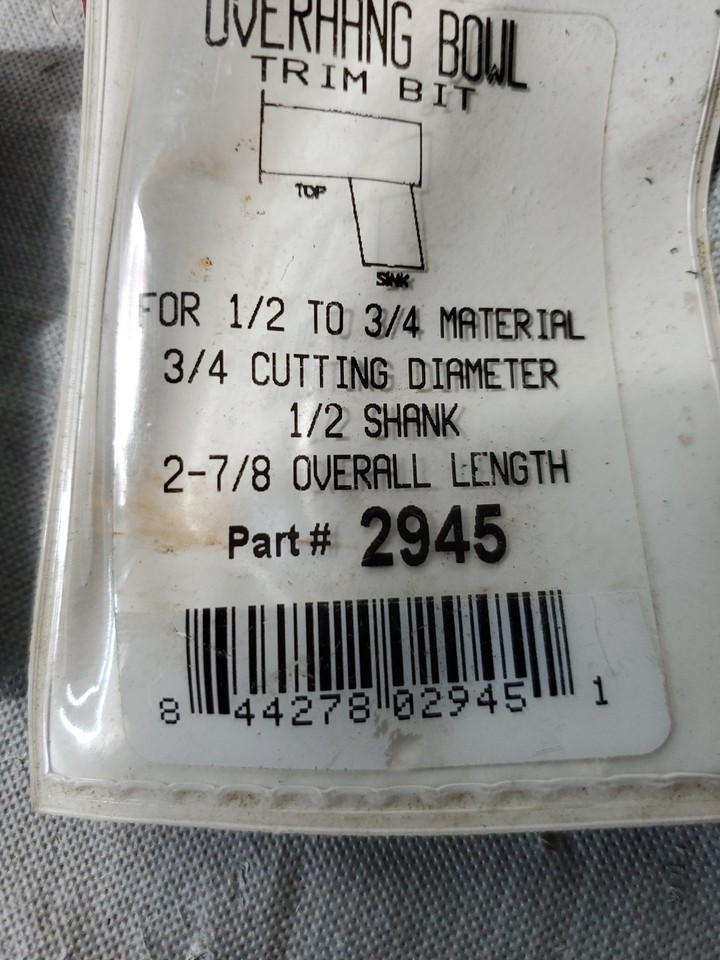 OVERHANG BOWL
TRIM BIT
TOP
SINK
FOR 1/2 TO 3/4 MATERIAL
3/4 CUTTING DIAMETER
1/2 SHANK
2-7/8 OVERALL LENGTH
Part # 2945
8 44278 02945 1